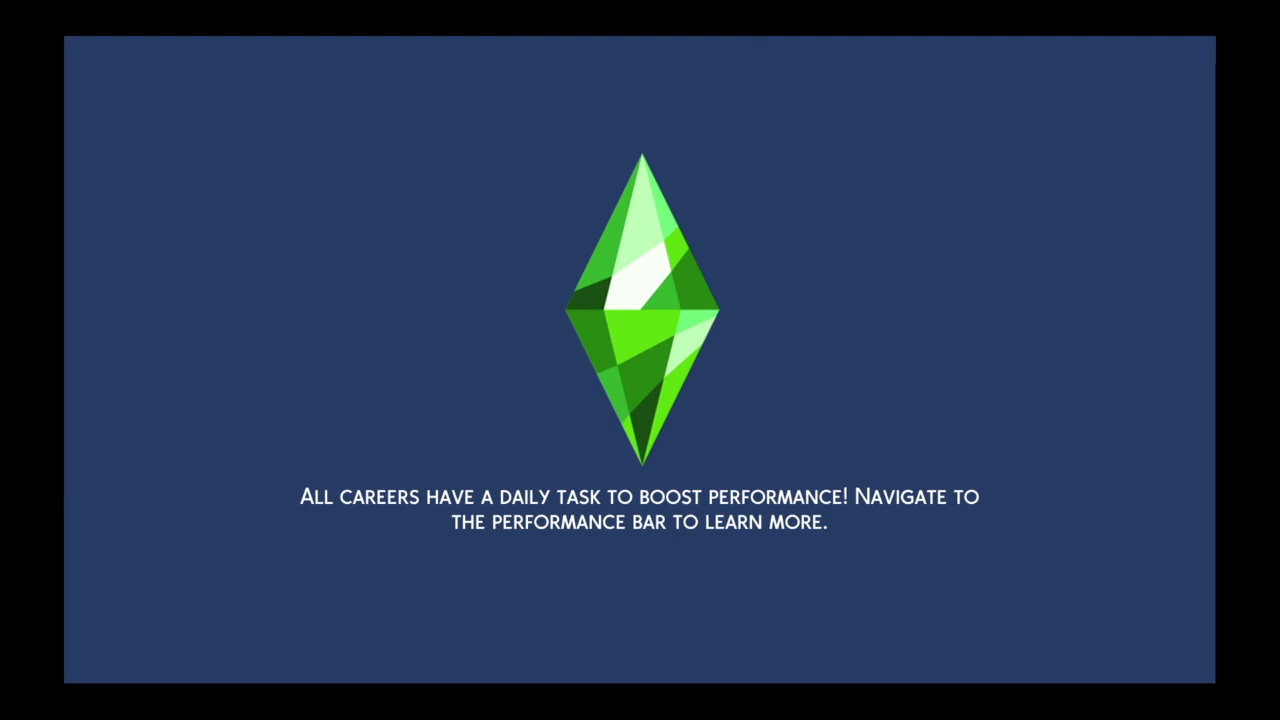 All careers have a daily task to boost performance! Navigate to
the performance bar to learn more.